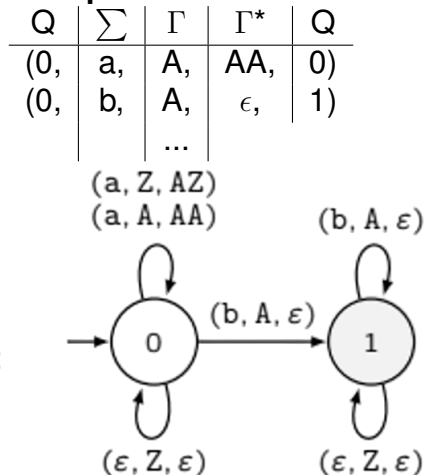 Q ∑ Γ Γ* Q
(0, a, A, AA, 0)
(0, b, A, ϵ, 1)
...
(a, Z, AZ)
(a, A, AA) (b, A, ε)
(b, A, ε)
0 1
(ε, Z, ε) (ε, Z, ε)